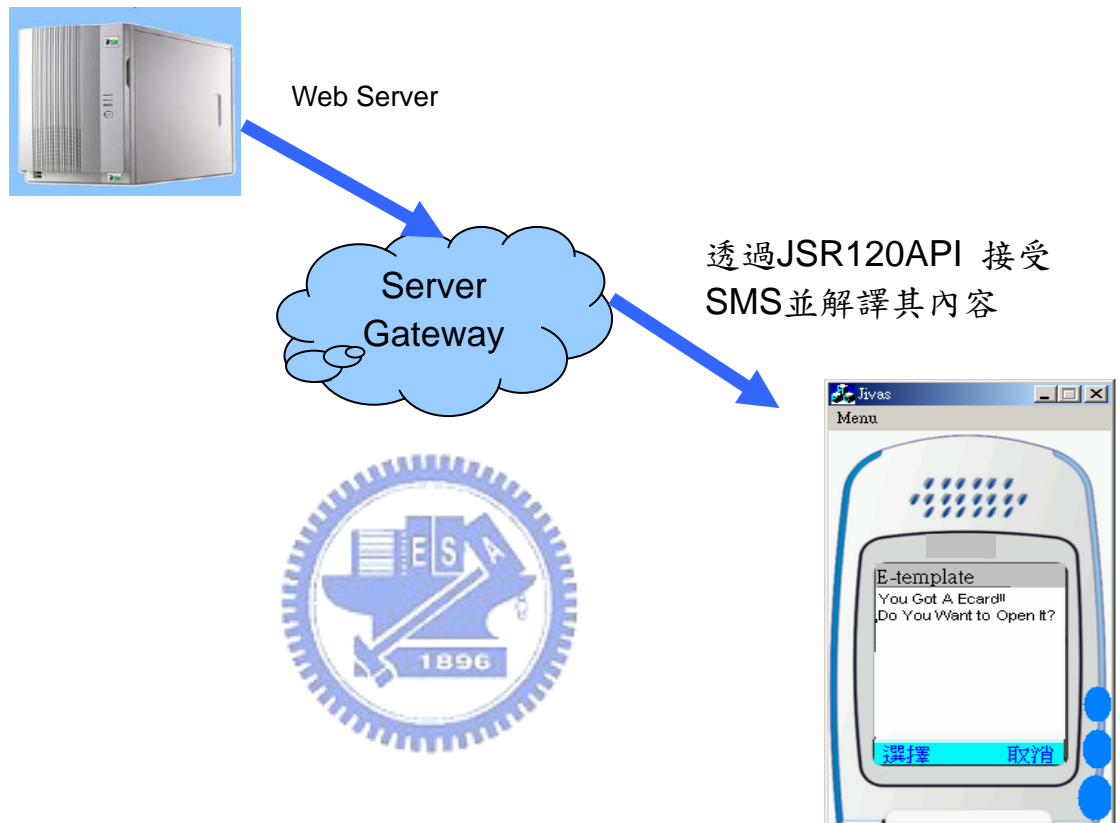 Web Server
Server
Gateway
透過JSR120API 接受
SMS並解譯其內容
Jivas
Menu
E-template
You Got A Ecard!!
Do You Want to Open It?
選擇 取消
ESA
1896